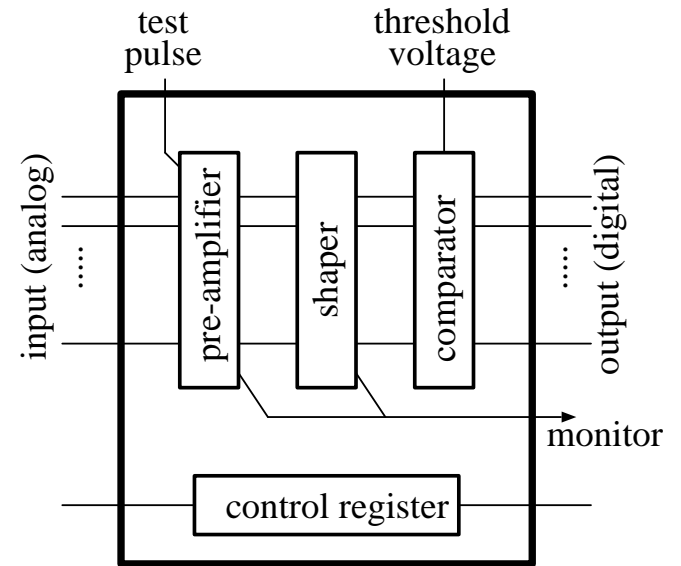 test
pulse
threshold
voltage
input (analog)
.....
pre-amplifier
shaper
comparator
output (digital)
.....
monitor
control register